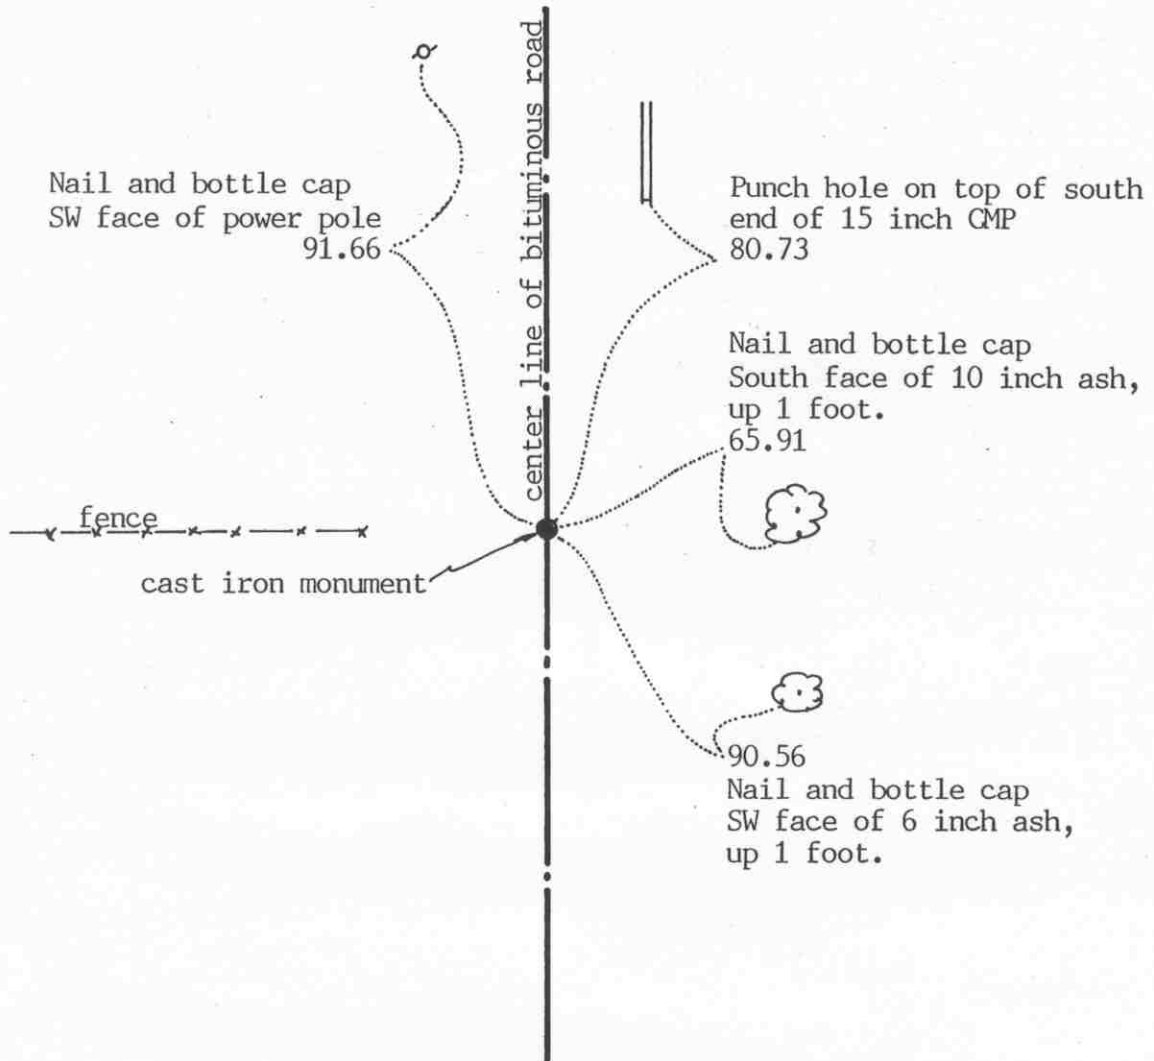 center line of bituminous road
Nail and bottle cap
SW face of power pole
91.66
Punch hole on top of south
end of 15 inch CMP
80.73
Nail and bottle cap
South face of 10 inch ash,
up 1 foot.
65.91
fence
cast iron monument
90.56
Nail and bottle cap
SW face of 6 inch ash,
up 1 foot.